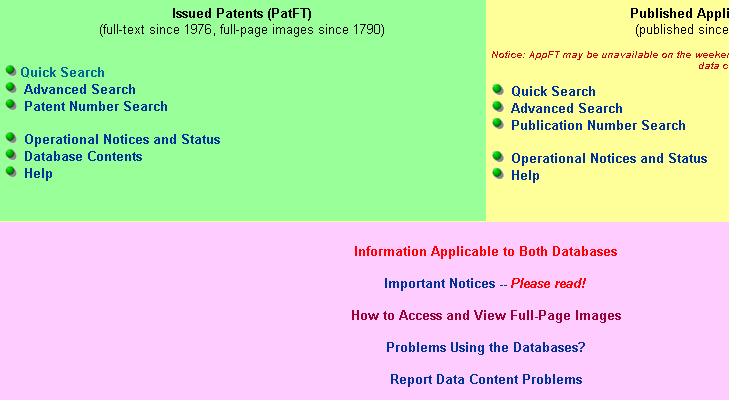 Issued Patents (PatFT)
(full-text since 1976, full-page images since 1790)
Quick Search
Advanced Search
Patent Number Search
Operational Notices and Status
Database Contents
Help
Published Appli
(published since
Notice: AppFT may be unavailable on the weeken
data c
Quick Search
Advanced Search
Publication Number Search
Operational Notices and Status
Help
Information Applicable to Both Databases
Important Notices -- Please read!
How to Access and View Full-Page Images
Problems Using the Databases?
Report Data Content Problems